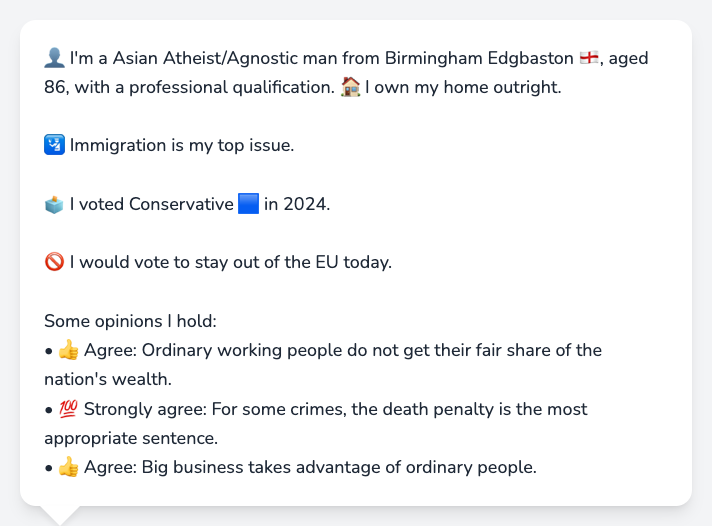 👤 I'm a Asian Atheist/Agnostic man from Birmingham Edgbaston 🏴󠁧󠁢󠁥󠁮󠁧󠁿, aged
86, with a professional qualification. 🏠 I own my home outright.
🛂 Immigration is my top issue.
🗳️ I voted Conservative 🟦 in 2024.
🚫 I would vote to stay out of the EU today.
Some opinions I hold:
• 👍 Agree: Ordinary working people do not get their fair share of the
nation's wealth.
• 💯 Strongly agree: For some crimes, the death penalty is the most
appropriate sentence.
• 👍 Agree: Big business takes advantage of ordinary people.